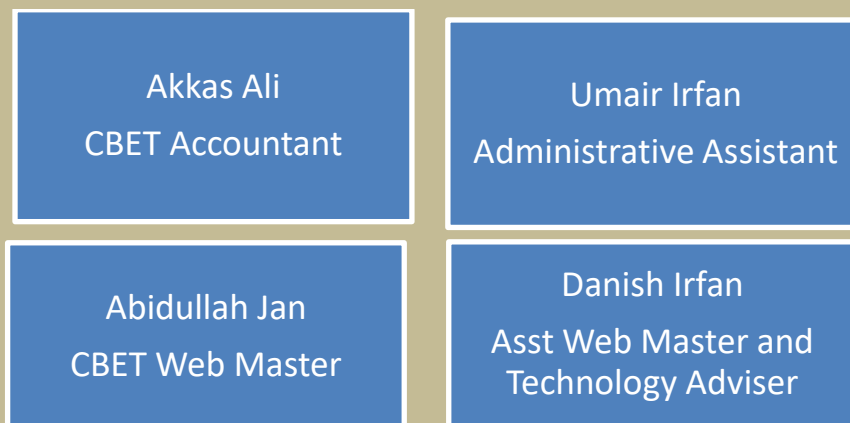 Akkas Ali
CBET Accountant
Umair Irfan
Administrative Assistant
Abidullah Jan
CBET Web Master
Danish Irfan
Asst Web Master and
Technology Adviser